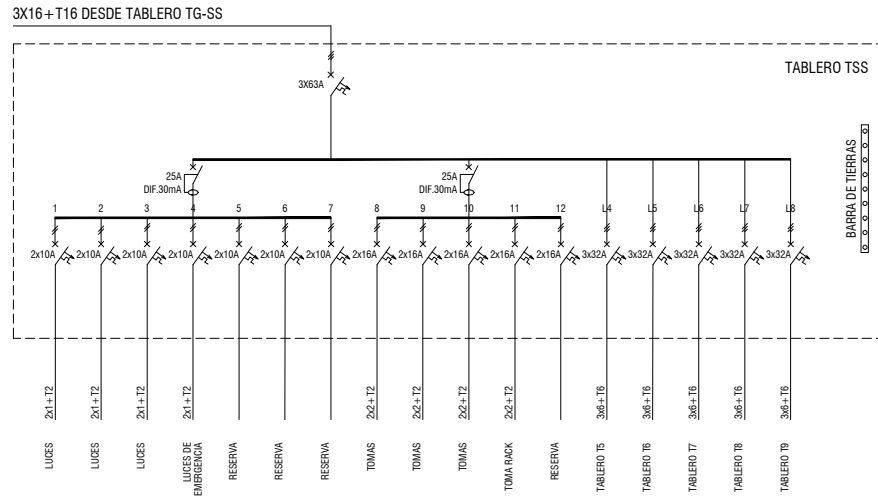 3X16+T16 DESDE TABLERO TG-SS
TABLERO TSS
3X63A
BARRA DE TIERRAS
25A
DIF.30mA
25A
DIF.30mA
1 2 3 4 5 6 7 8 9 10 11 12 L4 L5 L6 L7 L8
2x10A 2x10A 2x10A 2x10A 2x10A 2x10A 2x10A 2x16A 2x16A 2x16A 2x16A 2x16A 3x32A 3x32A 3x32A 3x32A 3x32A
2x1+T2 2x1+T2 2x1+T2 2x1+T2 2x2+T2 2x2+T2 2x2+T2 2x2+T2 3x6+T6 3x6+T6 3x6+T6 3x6+T6 3x6+T6
LUCES
LUCES
LUCES
LUCES DE
EMERGENCIA
RESERVA
RESERVA
RESERVA
TOMAS
TOMAS
TOMAS
TOMA RACK
RESERVA
TABLERO T5
TABLERO T6
TABLERO T7
TABLERO T8
TABLERO T9